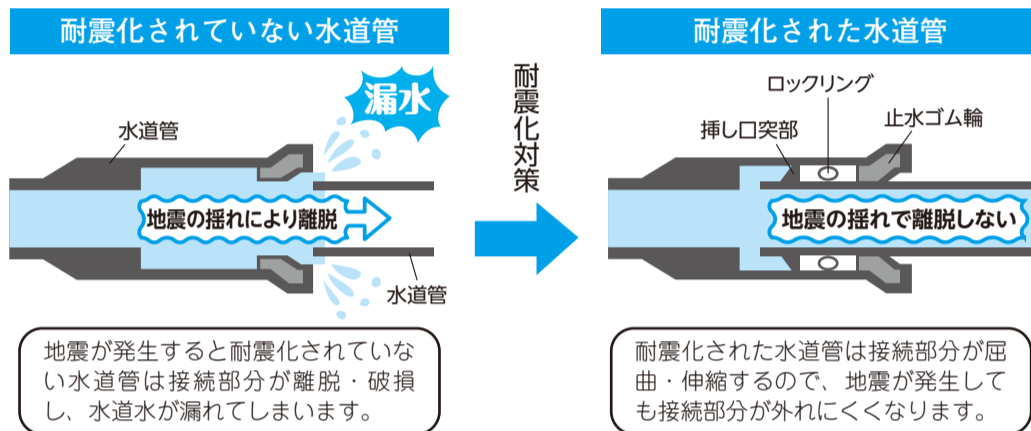 耐震化されていない水道管
漏水
水道管
地震の揺れにより離脱
水道管
地震が発生すると耐震化されていな
い水道管は接続部分が離脱・破損
し、水道水が漏れてしまいます。
耐震化対策
耐震化された水道管
ロックリング
挿し口突部
止水ゴム輪
地震の揺れで離脱しない
耐震化された水道管は接続部分が屈
曲・伸縮するので、地震が発生して
も接続部分が外れにくくなります。